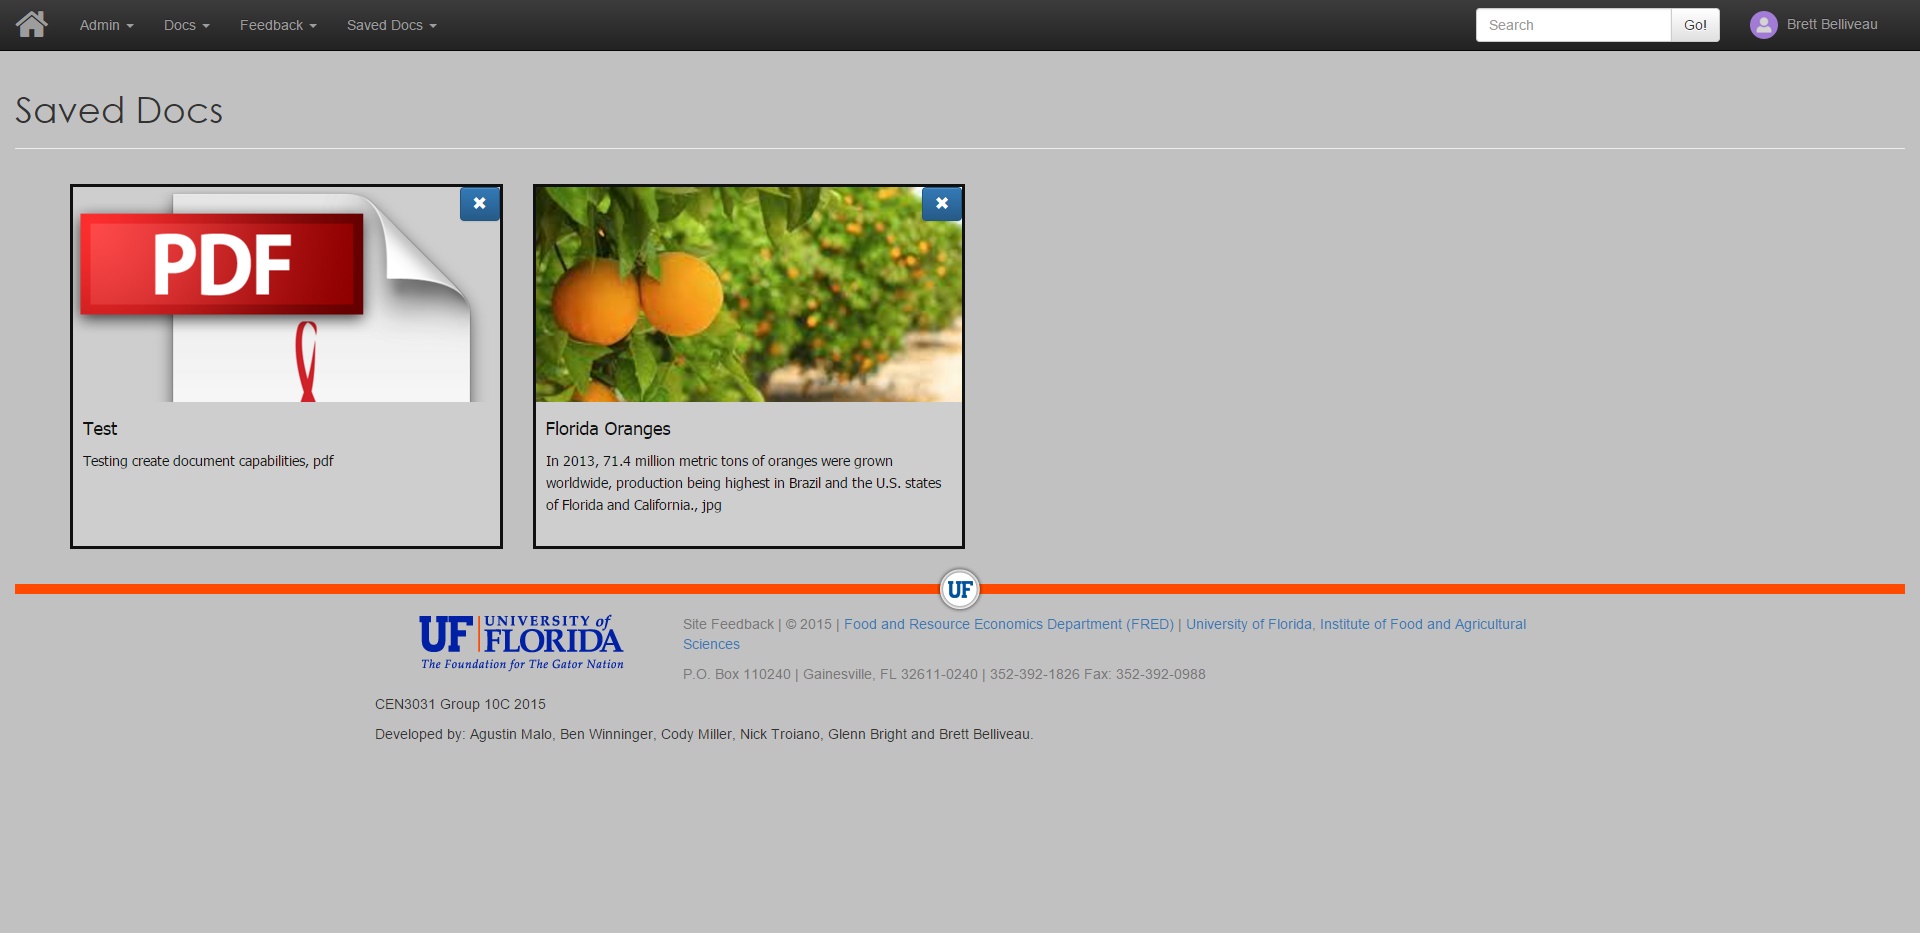 Admin Docs Feedback Saved Docs Search Go! Brett Belliveau
Saved Docs
PDF
Test
Testing create document capabilities, pdf
Florida Oranges
In 2013, 71.4 million metric tons of oranges were grown
worldwide, production being highest in Brazil and the U.S. states
of Florida and California., jpg
UF
UF UNIVERSITY of
FLORIDA
The Foundation for The Gator Nation
Site Feedback | © 2015 | Food and Resource Economics Department (FRED) | University of Florida, Institute of Food and Agricultural
Sciences
P.O. Box 110240 | Gainesville, FL 32611-0240 | 352-392-1826 Fax: 352-392-0988
CEN3031 Group 10C 2015
Developed by: Agustin Malo, Ben Winninger, Cody Miller, Nick Troiano, Glenn Bright and Brett Belliveau.